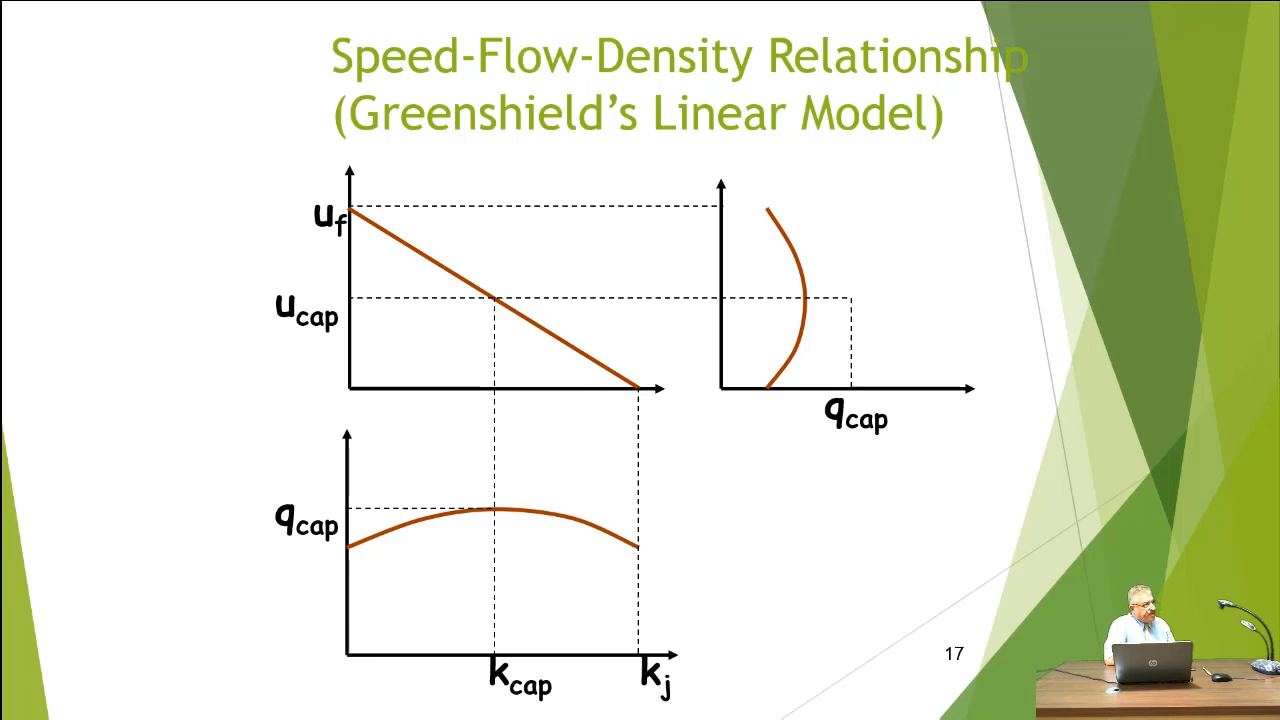 Speed-Flow-Density Relationship
(Greenshield's Linear Model)
uf
ucap
qcap
qcap
kcap
kj
17